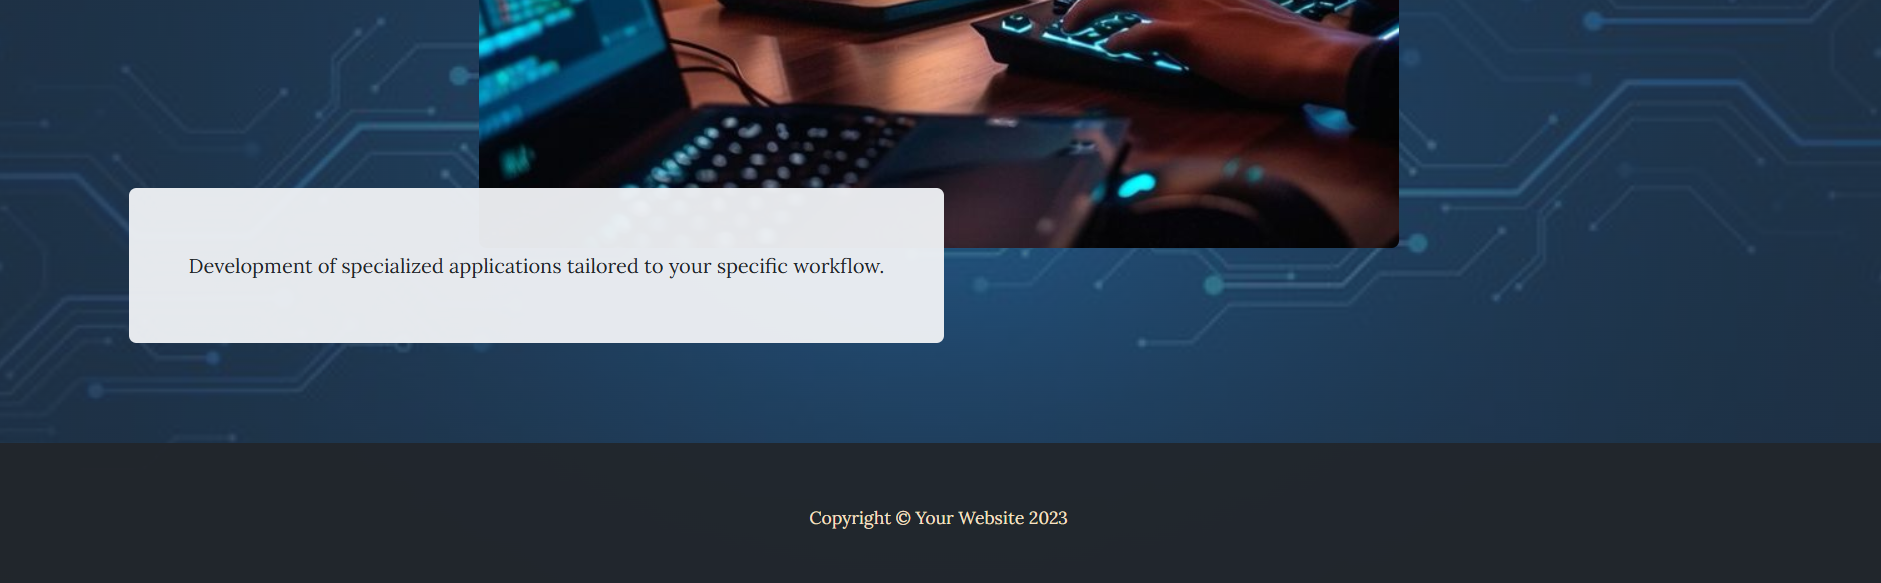 Development of specialized applications tailored to your specific workflow.
Copyright © Your Website 2023